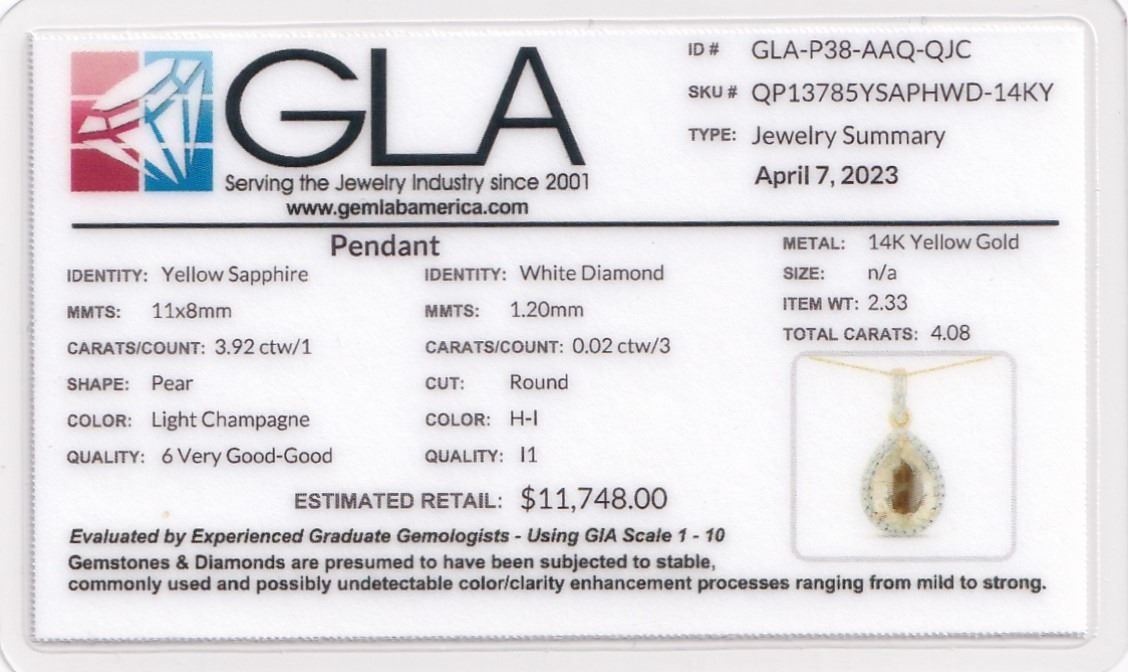 GLA
Serving the Jewelry Industry since 2001
www.gemlabamerica.com
ID # GLA-P38-AAQ-QJC
SKU # QP13785YSAPHWD-14KY
TYPE: Jewelry Summary
April 7, 2023
Pendant
IDENTITY: Yellow Sapphire
MMTS: 11x8mm
CARATS/COUNT: 3.92 ctw/1
SHAPE: Pear
COLOR: Light Champagne
QUALITY: 6 Very Good-Good
IDENTITY: White Diamond
MMTS: 1.20mm
CARATS/COUNT: 0.02 ctw/3
CUT: Round
COLOR: H-I
QUALITY: I1
METAL: 14K Yellow Gold
SIZE: n/a
ITEM WT: 2.33
TOTAL CARATS: 4.08
ESTIMATED RETAIL: $11,748.00
Evaluated by Experienced Graduate Gemologists - Using GIA Scale 1 - 10
Gemstones & Diamonds are presumed to have been subjected to stable,
commonly used and possibly undetectable color/clarity enhancement processes ranging from mild to strong.